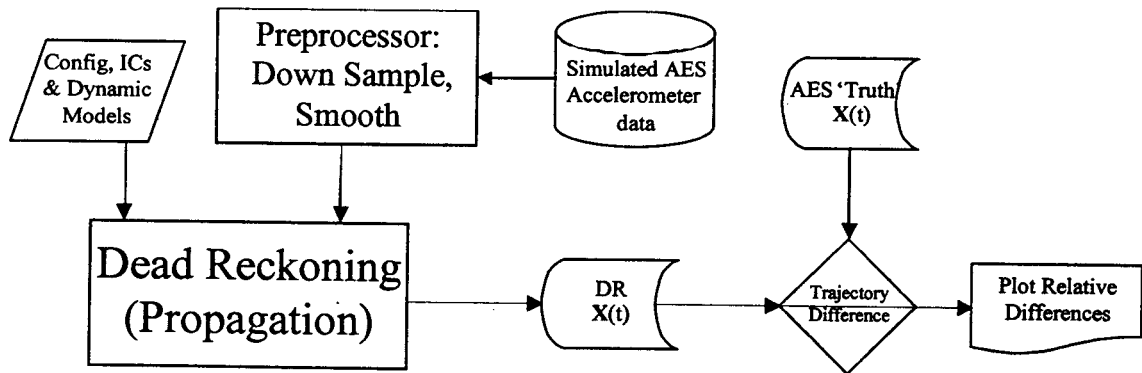 Config, ICs
& Dynamic
Models
Preprocessor:
Down Sample,
Smooth
Simulated AES
Accelerometer
data
AES ‘Truth’
X(t)
Dead Reckoning
(Propagation)
DR
X(t)
Trajectory
Difference
Plot Relative
Differences